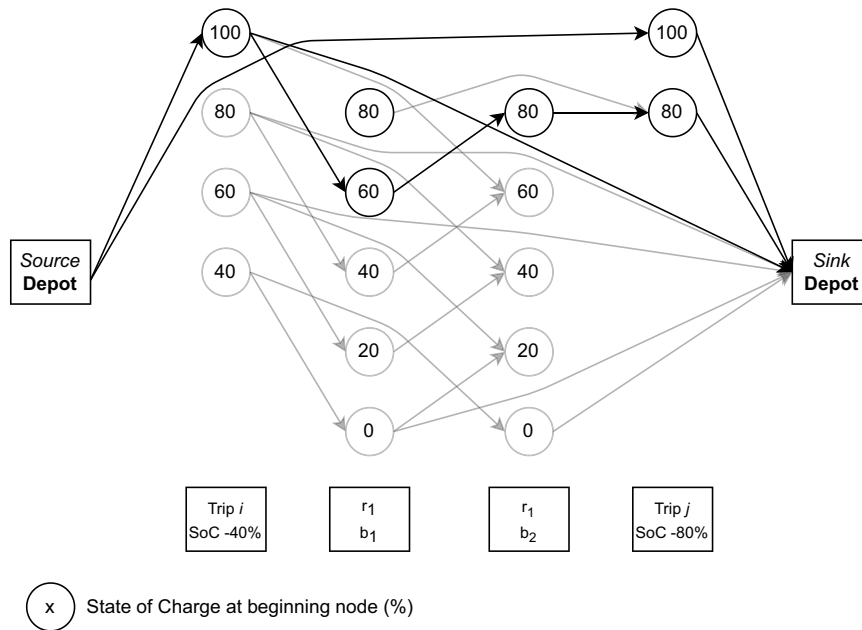 100 100
80 80 80 80
60 60 60
Source
Depot
40 40 40
Sink
Depot
20 20
0 0
Trip i
SoC -40%
r1
b1
r1
b2
Trip j
SoC -80%
x State of Charge at beginning node (%)